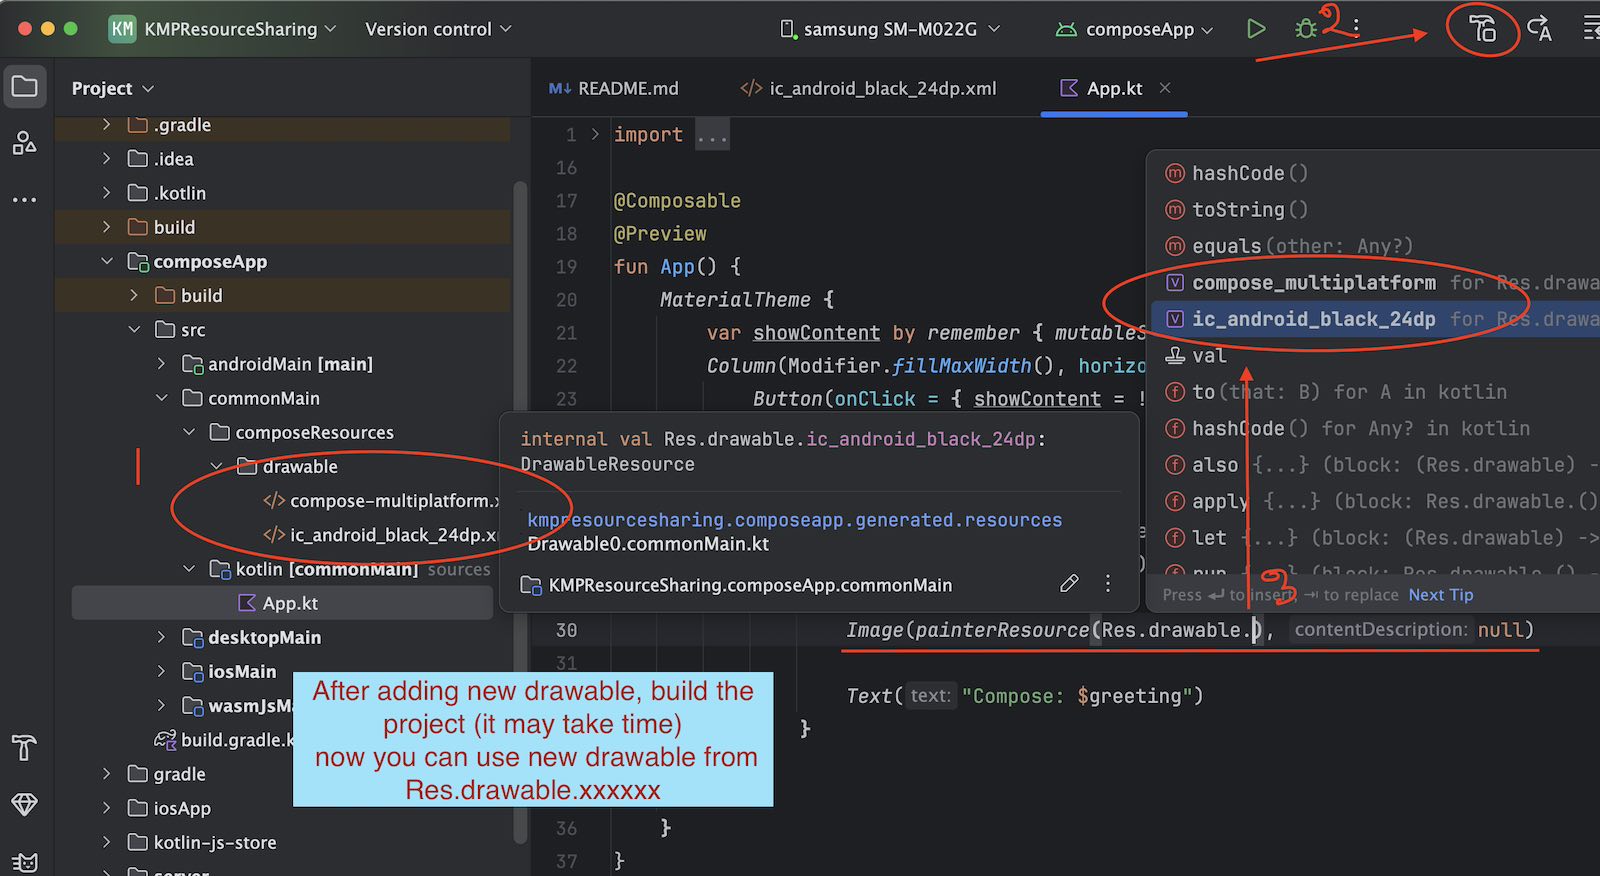 KM KMPResourceSharing Version control samsung SM-M022G composeApp 2
Project
M↓ README.md </> ic_android_black_24dp.xml App.kt
.gradle
.idea
.kotlin
build
composeApp
build
src
androidMain [main]
commonMain
composeResources
drawable
</> compose-multiplatform.x
</> ic_android_black_24dp.x
kotlin [commonMain] sources
App.kt
desktopMain
iosMain
wasmJsMa
build.gradle.k
gradle
iosApp
kotlin-js-store
server
1 import ...
16
17 @Composable
18 @Preview
19 fun App() {
20 MaterialTheme {
21 var showContent by remember { mutableS
22 Column(Modifier.fillMaxWidth(), horizo
23 Button(onClick = { showContent = !
internal val Res.drawable.ic_android_black_24dp:
DrawableResource
kmpresourcesharing.composeapp.generated.resources
Drawable0.commonMain.kt
KMPResourceSharing.composeApp.commonMain
hashCode()
toString()
equals(other: Any?)
compose_multiplatform for Res.drawa
ic_android_black_24dp for Res.drawa
val
to(that: B) for A in kotlin
hashCode() for Any? in kotlin
also {...} (block: (Res.drawable) -
apply {...} (block: Res.drawable.()
let {...} (block: (Res.drawable) ->
run {...} (block: Res.drawable.() -
Press ↵ to insert, ⇥ to replace Next Tip
3
30 Image(painterResource(Res.drawable.), contentDescription: null)
31
Text( text: "Compose: $greeting")
}
36 }
37 }
After adding new drawable, build the
project (it may take time)
now you can use new drawable from
Res.drawable.xxxxxx